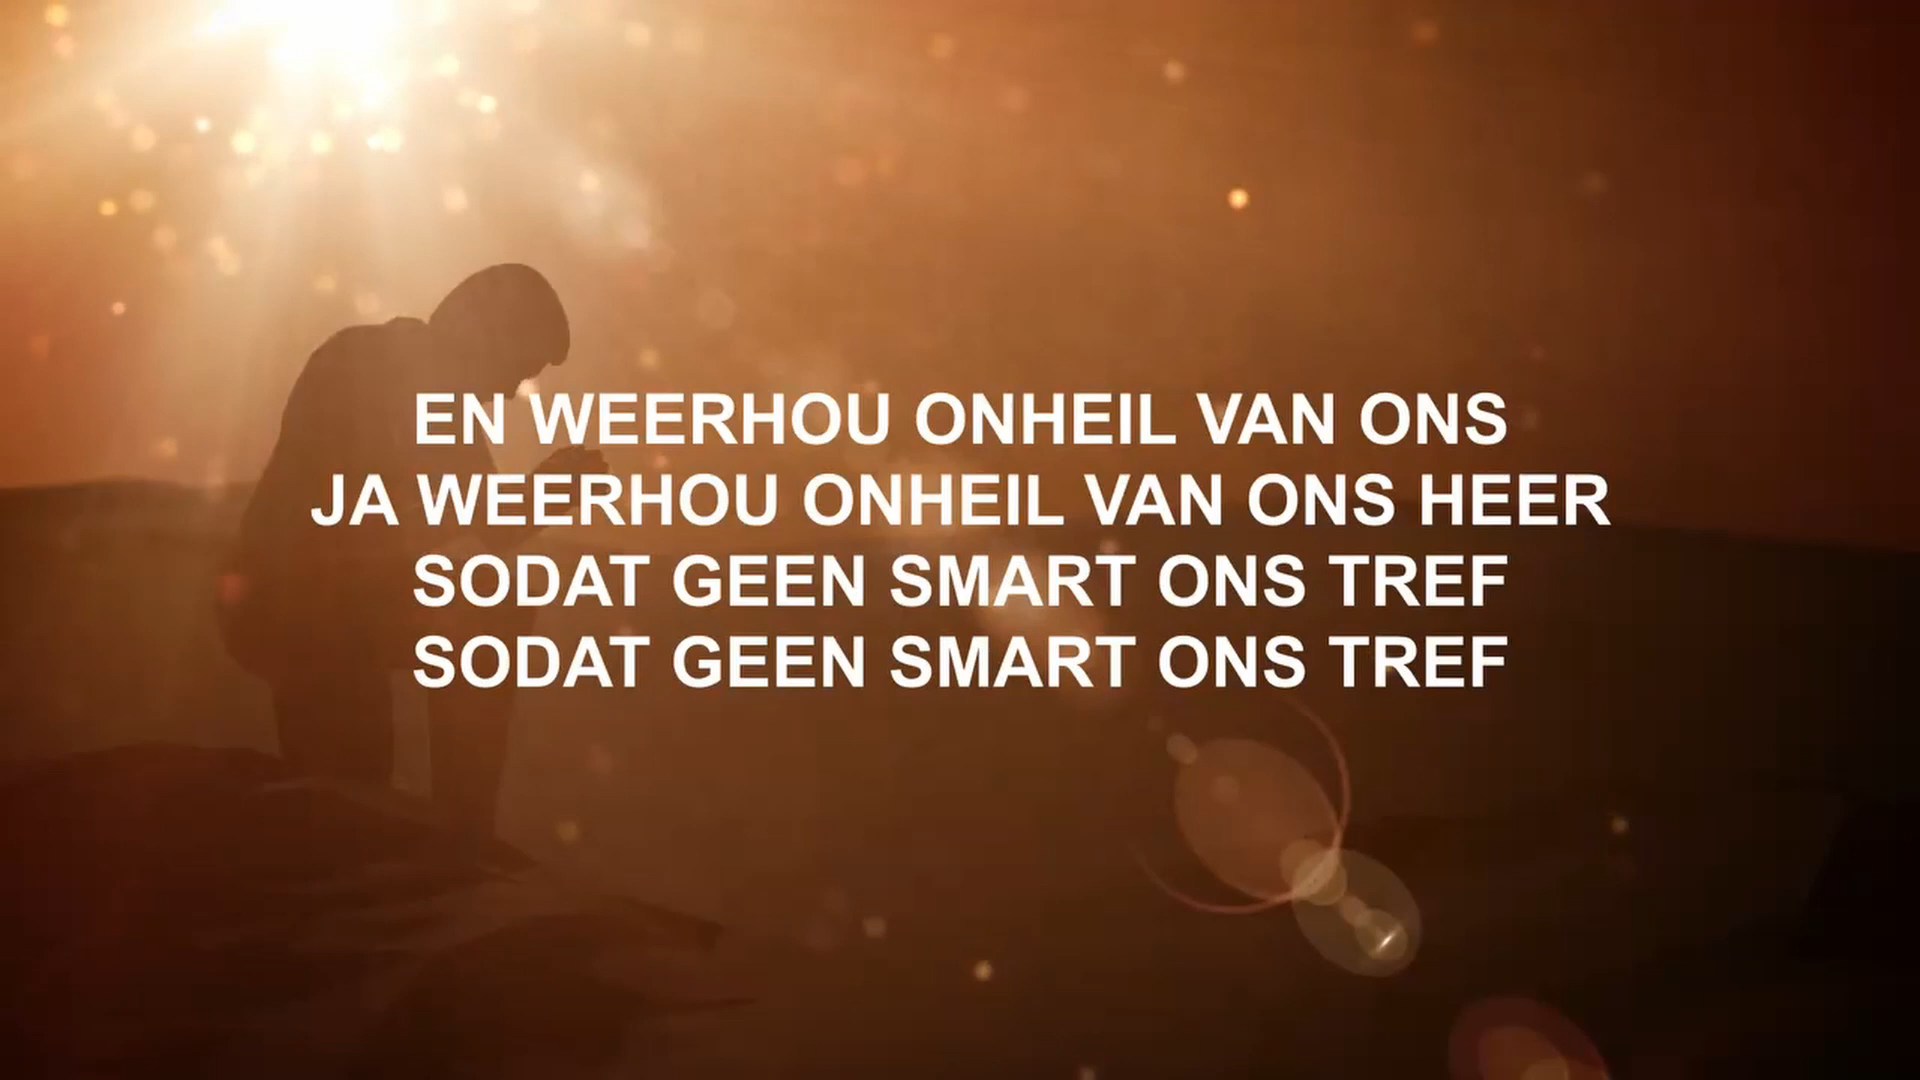 EN WEERHOU ONHEIL VAN ONS
JA WEERHOU ONHEIL VAN ONS HEER
SODAT GEEN SMART ONS TREF
SODAT GEEN SMART ONS TREF